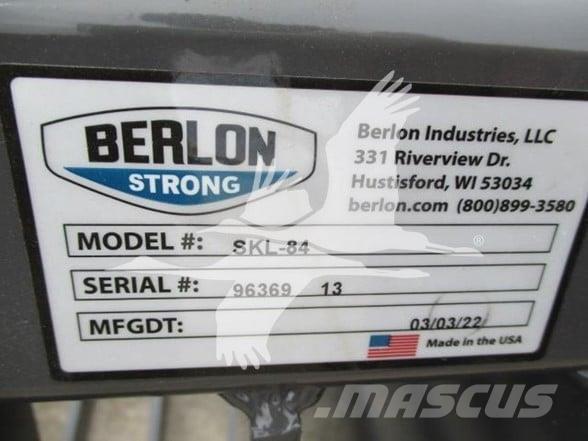 BERLON
STRONG
Berlon Industries, LLC
331 Riverview Dr.
Hustisford, WI 53034
berlon.com (800)899-3580
MODEL #: SKL-84
SERIAL #: 96369 13
MFGDT: 03/03/22
Made in the USA
®
MASCUS